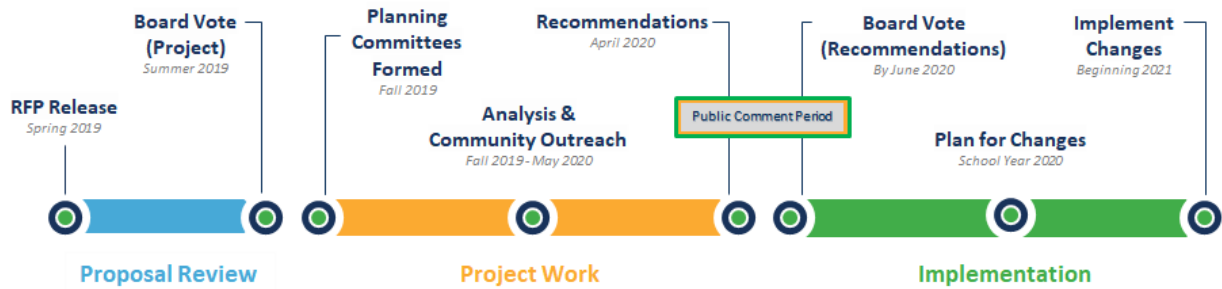 RFP Release
Spring 2019
Board Vote
(Project)
Summer 2019
Planning
Committees
Formed
Fall 2019
Analysis &
Community Outreach
Fall 2019- May 2020
Recommendations
April 2020
Public Comment Period
Board Vote
(Recommendations)
By June 2020
Plan for Changes
School Year 2020
Implement
Changes
Beginning 2021
Proposal Review
Project Work
Implementation